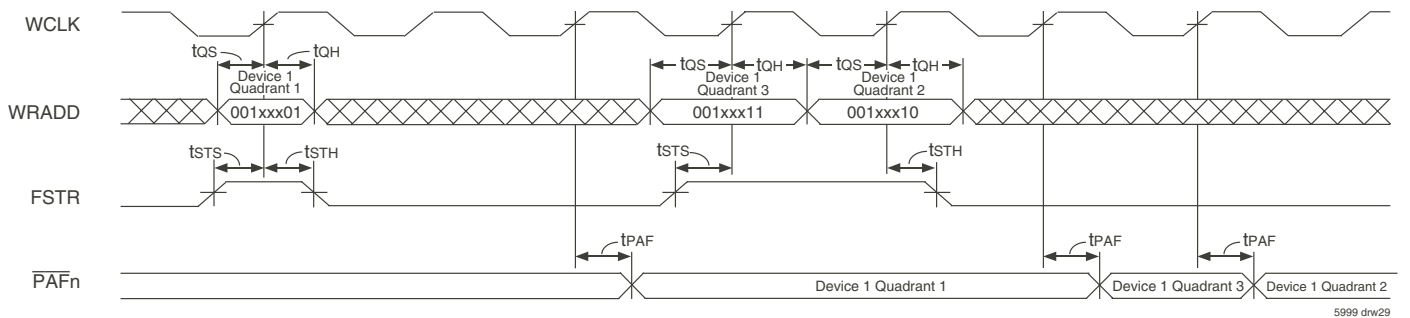 WCLK
tQS
tQH
Device 1
Quadrant 1
tQS
tQH
Device 1
Quadrant 3
tQS
tQH
Device 1
Quadrant 2
WRADD
001xxx01
001xxx11
001xxx10
tSTS
tSTH
tSTS
tSTH
FSTR
tPAF
tPAF
tPAF
PAFn
Device 1 Quadrant 1
Device 1 Quadrant 3
Device 1 Quadrant 2
5999 drw29